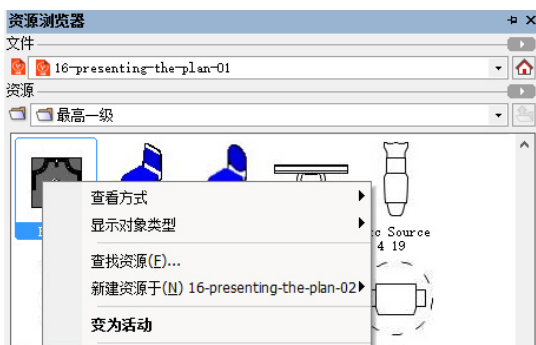 资源浏览器
文件
16-presenting-the-plan-01
资源
最高一级
查看方式
显示对象类型
Source
4 19
查找资源(F)...
新建资源于(N) 16-presenting-the-plan-02
变为活动